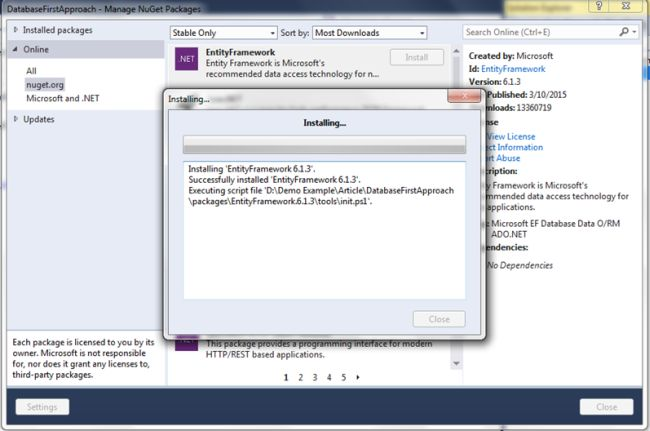 DatabaseFirstApproach - Manage NuGet Packages
Installed packages
Online
All
nuget.org
Microsoft and .NET
Updates
Each package is licensed to you by its
owner. Microsoft is not responsible
for, nor does it grant any licenses to,
third-party packages.
Stable Only
Sort by: Most Downloads
.NET
EntityFramework
Entity Framework is Microsoft's
recommended data access technology for n...
Install
Installing...
Installing...
Installing 'EntityFramework 6.1.3'.
Successfully installed 'EntityFramework 6.1.3'.
Executing script file 'D:\Demo Example\Article\DatabaseFirstApproach
\packages\EntityFramework.6.1.3\tools\init.ps1'.
Close
.NET
This package provides a programming interface for modern
HTTP/REST based applications.
1 2 3 4 5
Search Online (Ctrl+E)
Created by: Microsoft
Id: EntityFramework
Version: 6.1.3
Published: 3/10/2015
nloads: 13360719
ense
View License
ect Information
ort Abuse
ription:
y Framework is Microsoft's
mmended data access technology for
applications.
Microsoft EF Database Data O/RM
ADO.NET
endencies:
No Dependencies
Settings
Close